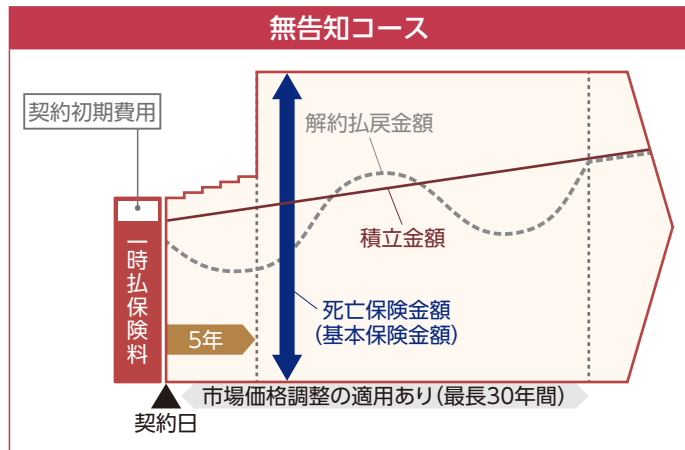 無告知コース
契約初期費用
解約払戻金額
積立金額
一時払保険料
死亡保険金額
(基本保険金額)
5年
市場価格調整の適用あり(最長30年間)
契約日